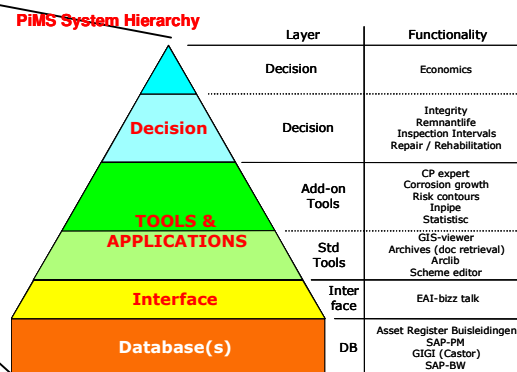 PiMS System Hierarchy
Layer
Functionality
Decision
Economics
Decision
Decision
Integrity
Remnantlife
Inspection Intervals
Repair / Rehabilitation
TOOLS &
APPLICATIONS
Add-on
Tools
CP expert
Corrosion growth
Risk contours
Inpipe
Statistisc
Std
Tools
GIS-viewer
Archives (doc retrieval)
Arclib
Scheme editor
Interface
Inter
face
EAI-bizz talk
Database(s)
DB
Asset Register Buisleidingen
SAP-PM
GIGI (Castor)
SAP-BW